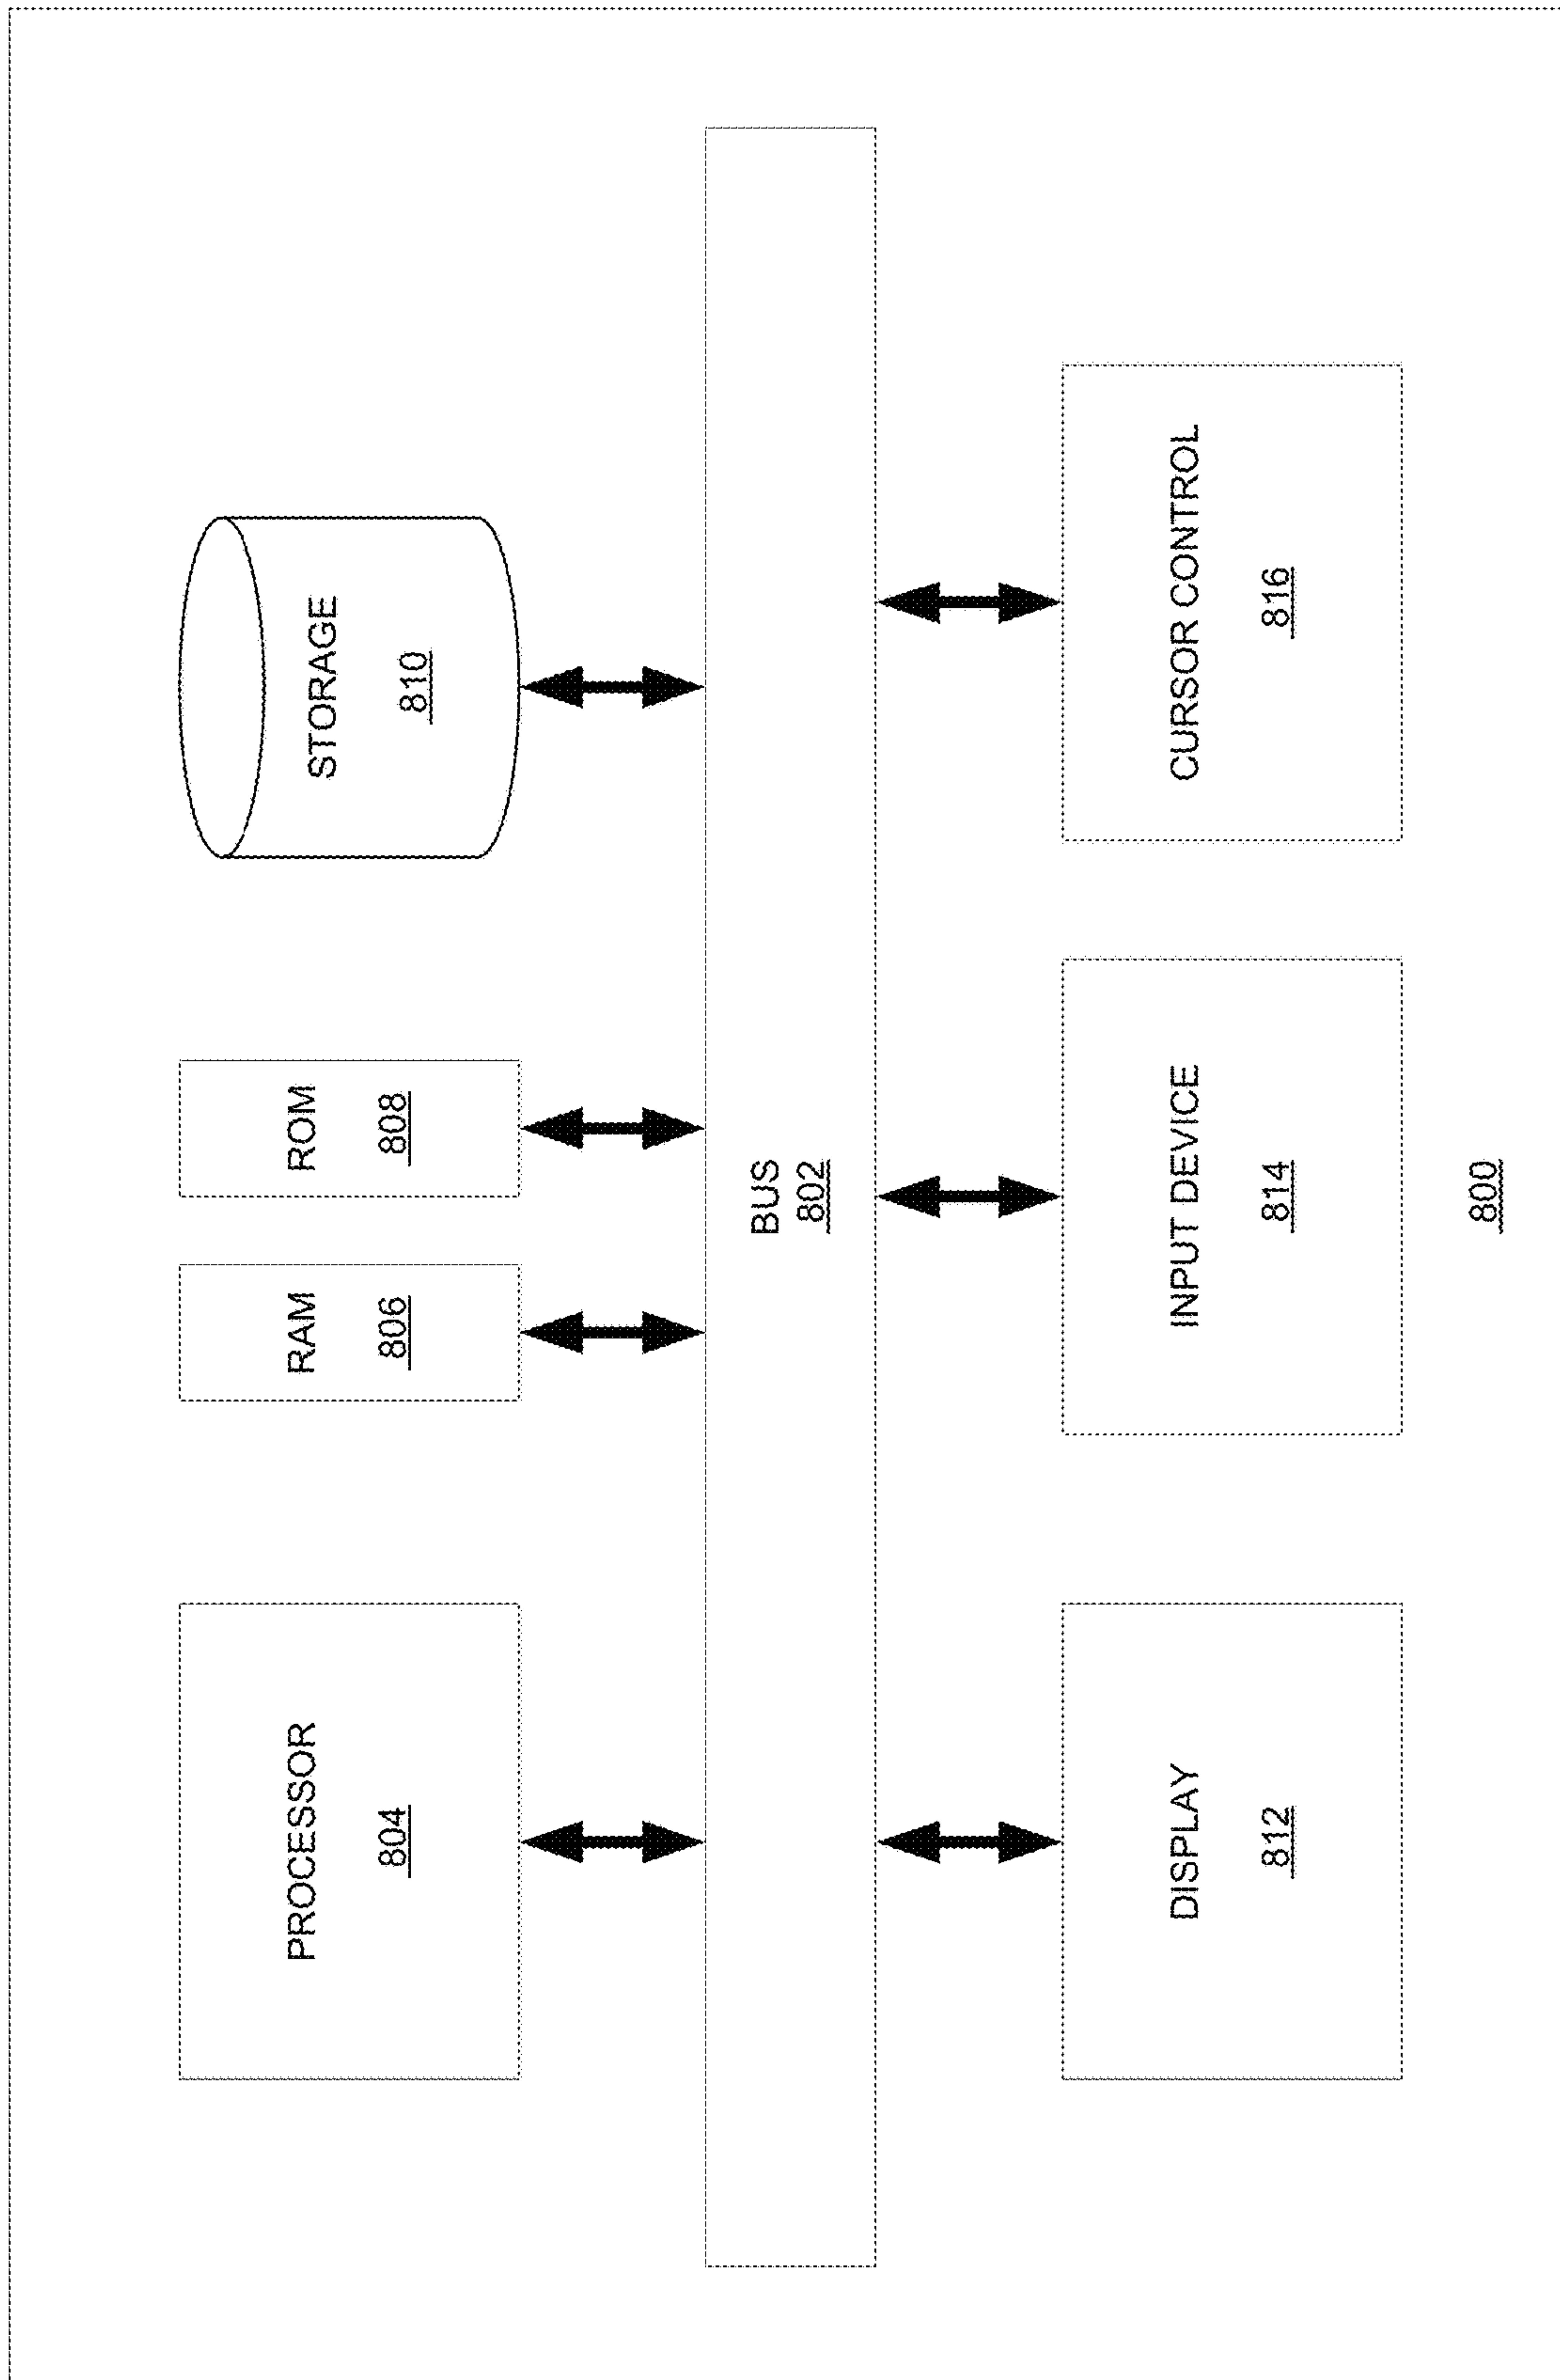 PROCESSOR
804
RAM
806
ROM
808
STORAGE
810
BUS
802
DISPLAY
812
INPUT DEVICE
814
CURSOR CONTROL
816
800